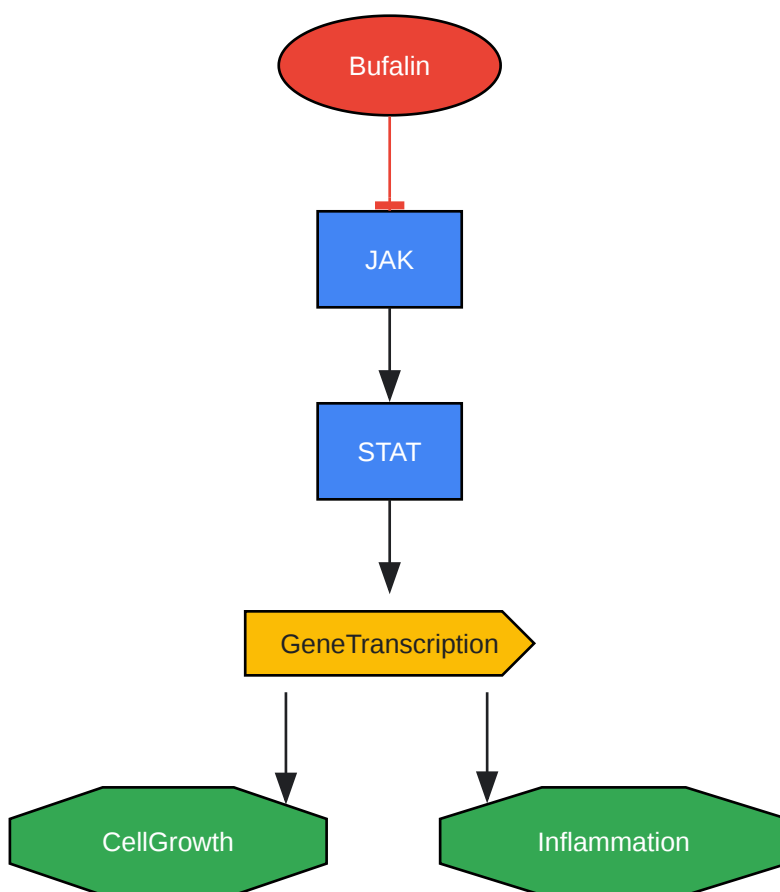 Bufalin
JAK
STAT
GeneTranscription
CellGrowth
Inflammation